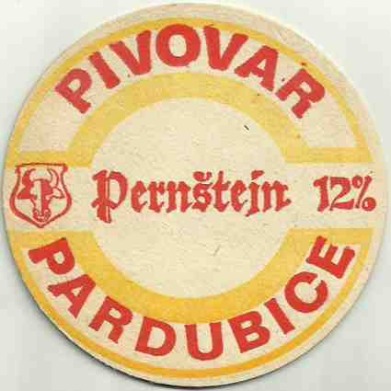 PIVOVAR
Pernštejn 12%
PARDUBICE